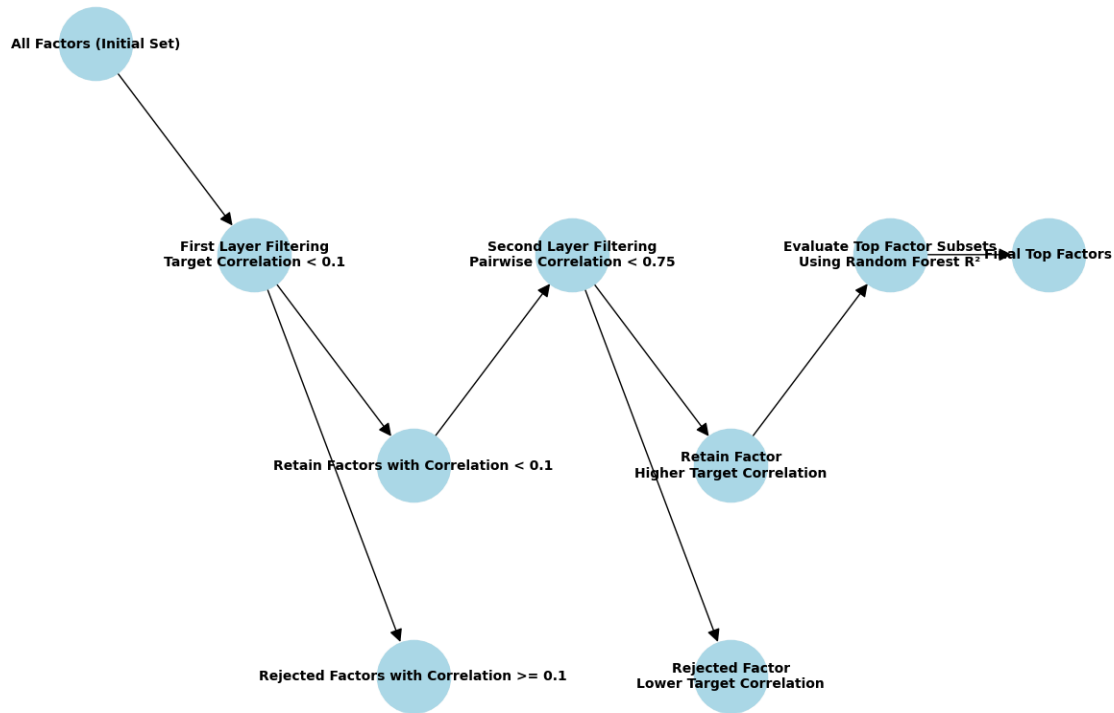 All Factors (Initial Set)
First Layer Filtering
Target Correlation < 0.1
Second Layer Filtering
Pairwise Correlation < 0.75
Evaluate Top Factor Subsets
Using Random Forest R²
Final Top Factors
Retain Factors with Correlation < 0.1
Retain Factor
Higher Target Correlation
Rejected Factors with Correlation >= 0.1
Rejected Factor
Lower Target Correlation